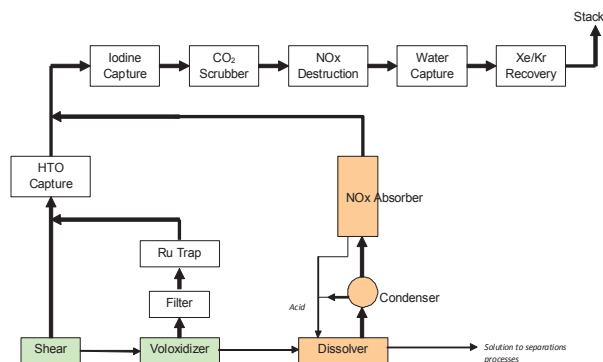 Stack
Iodine
Capture
CO₂
Scrubber
NOx
Destruction
Water
Capture
Xe/Kr
Recovery
HTO
Capture
NOx Absorber
Ru Trap
Filter
Acid
Condenser
Shear
Voloxidizer
Dissolver
Solution to separations
processes